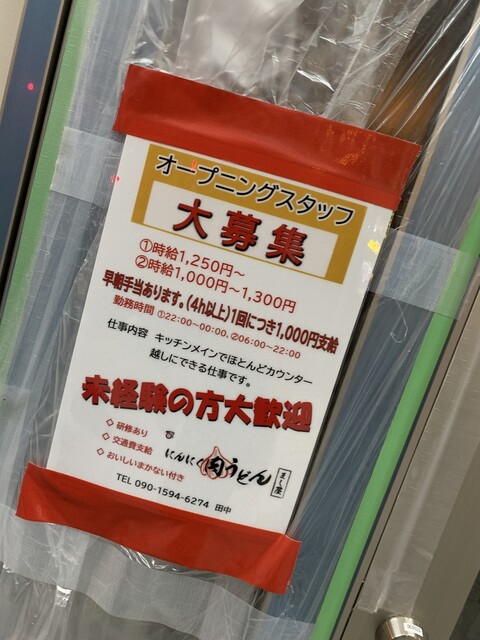 オープニングスタッフ
大募集
①時給1,250円～
②時給1,000円～1,300円
早朝手当あります。(4h以上)1回につき1,000円支給
勤務時間 ①22:00～00:00、②06:00～22:00
仕事内容 キッチンメインでほとんどカウンター
越しにできる仕事です。
未経験の方大歓迎
◇ 研修あり
◇ 交通費支給
◇ おいしいまかない付き
にんにく肉うどん
TEL 090-1594-6274 田中